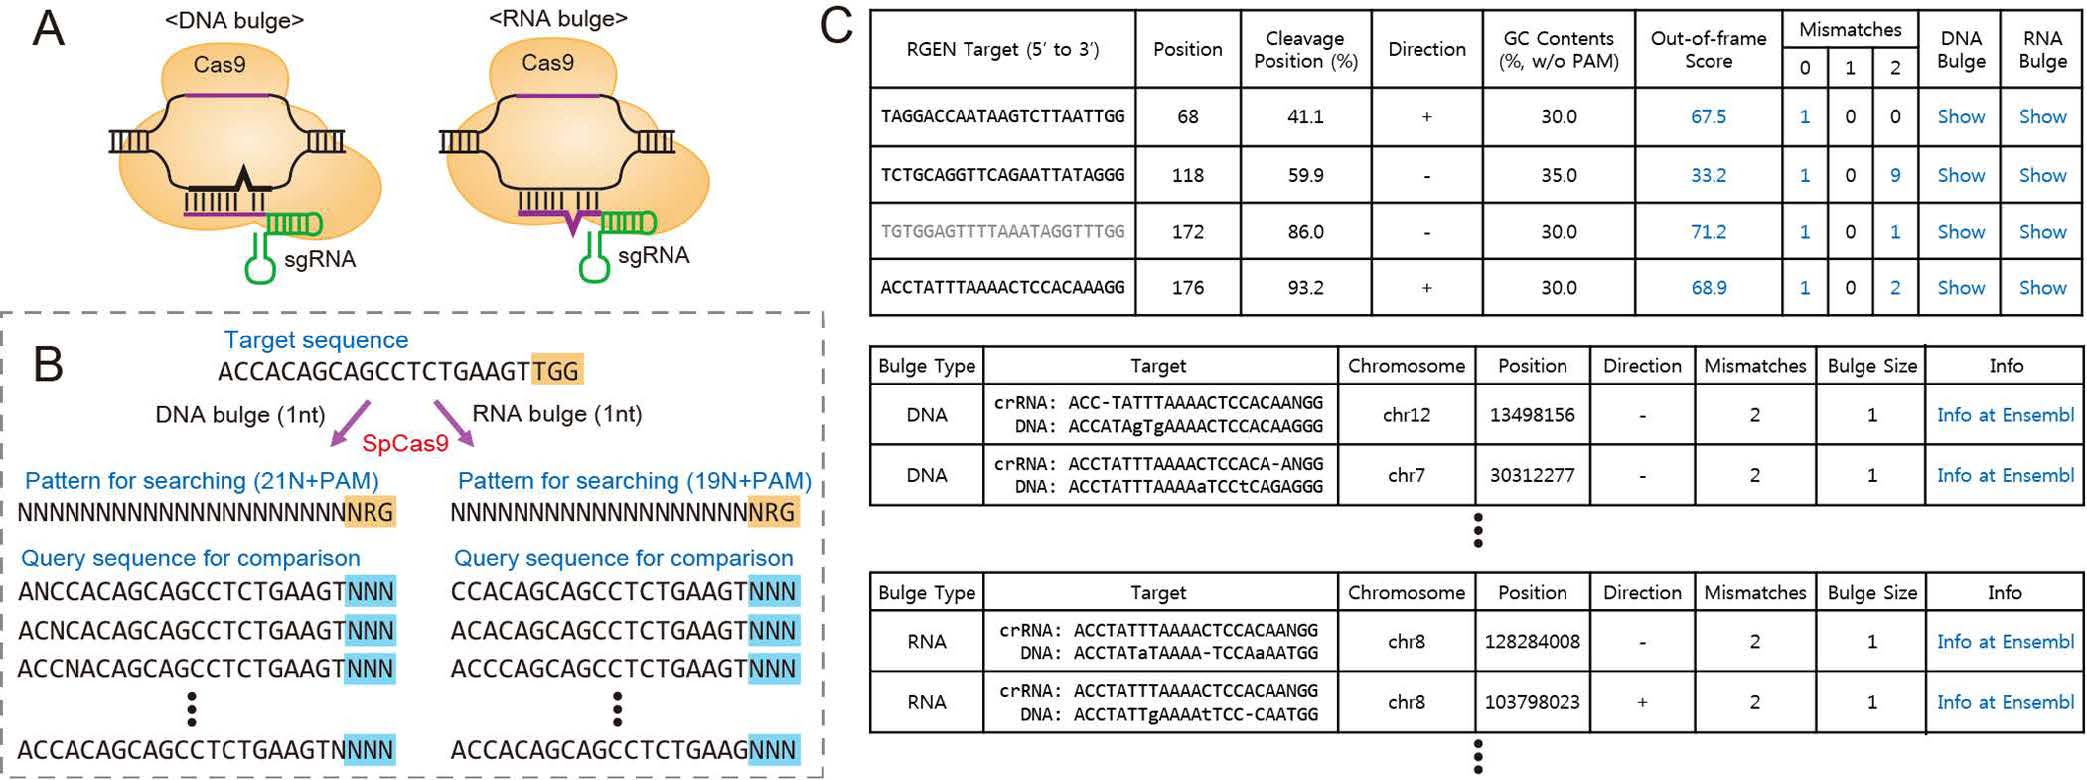 A
<DNA bulge>
<RNA bulge>
Cas9
Cas9
sgRNA
sgRNA
B
Target sequence
ACCACAGCAGCCTCTGAAGTTGG
DNA bulge (1nt)
RNA bulge (1nt)
SpCas9
Pattern for searching (21N+PAM)
NNNNNNNNNNNNNNNNNNNNNNRG
Query sequence for comparison
ANCCACAGCAGCCTCTGAAGTNNN
ACNCACAGCAGCCTCTGAAGTNNN
ACCNACAGCAGCCTCTGAAGTNNN
ACCACAGCAGCCTCTGAAGTNNNN
Pattern for searching (19N+PAM)
NNNNNNNNNNNNNNNNNNNNRG
Query sequence for comparison
CCACAGCAGCCTCTGAAGTNNN
ACACAGCAGCCTCTGAAGTNNN
ACCCAGCAGCCTCTGAAGTNNN
ACCACAGCAGCCTCTGAAGNNN
C
RGEN Target (5’ to 3’) Position Cleavage Position (%) Direction GC Contents (%, w/o PAM) Out-of-frame Score Mismatches 0 1 2 DNA Bulge RNA Bulge
TAGGACCAATAAGTCTTAATTGG 68 41.1 + 30.0 67.5 1 0 0 Show Show
TCTGCAGGTTCAGAATTATAGGG 118 59.9 - 35.0 33.2 1 0 9 Show Show
TGTGGAGTTTTAAATAGGTTTGG 172 86.0 - 30.0 71.2 1 0 1 Show Show
ACCTATTTAAAACTCCACAAAGG 176 93.2 + 30.0 68.9 1 0 2 Show Show
Bulge Type Target Chromosome Position Direction Mismatches Bulge Size Info
DNA crRNA: ACC-TATTTAAAACTCCACAANGG chr12 13498156 - 2 1 Info at Ensembl
DNA: ACCATAgTgAAAACTCCACAAGGG
DNA crRNA: ACCTATTTAAAACTCCACA-ANGG chr7 30312277 - 2 1 Info at Ensembl
DNA: ACCTATTTAAAAaTCCtCAGAGGG
Bulge Type Target Chromosome Position Direction Mismatches Bulge Size Info
RNA crRNA: ACCTATTTAAAACTCCACAANGG chr8 128284008 - 2 1 Info at Ensembl
DNA: ACCTATaTAAAA-TCCAaAATGG
RNA crRNA: ACCTATTTAAAACTCCACAANGG chr8 103798023 + 2 1 Info at Ensembl
DNA: ACCTATTgAAAAtTCC-CAATGG